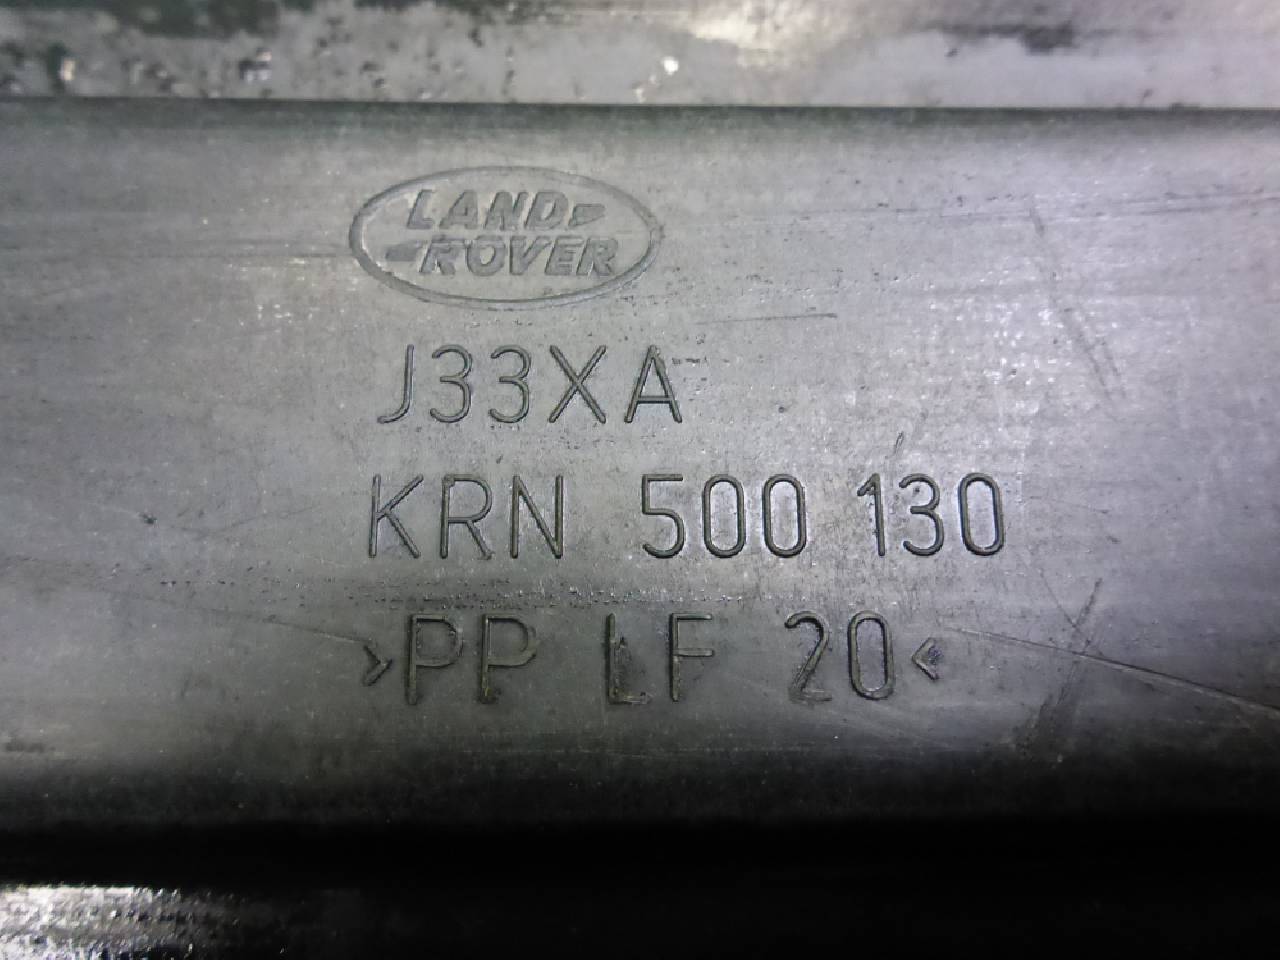 LAND
ROVER
J33XA
KRN 500 130
>PP LF 20<